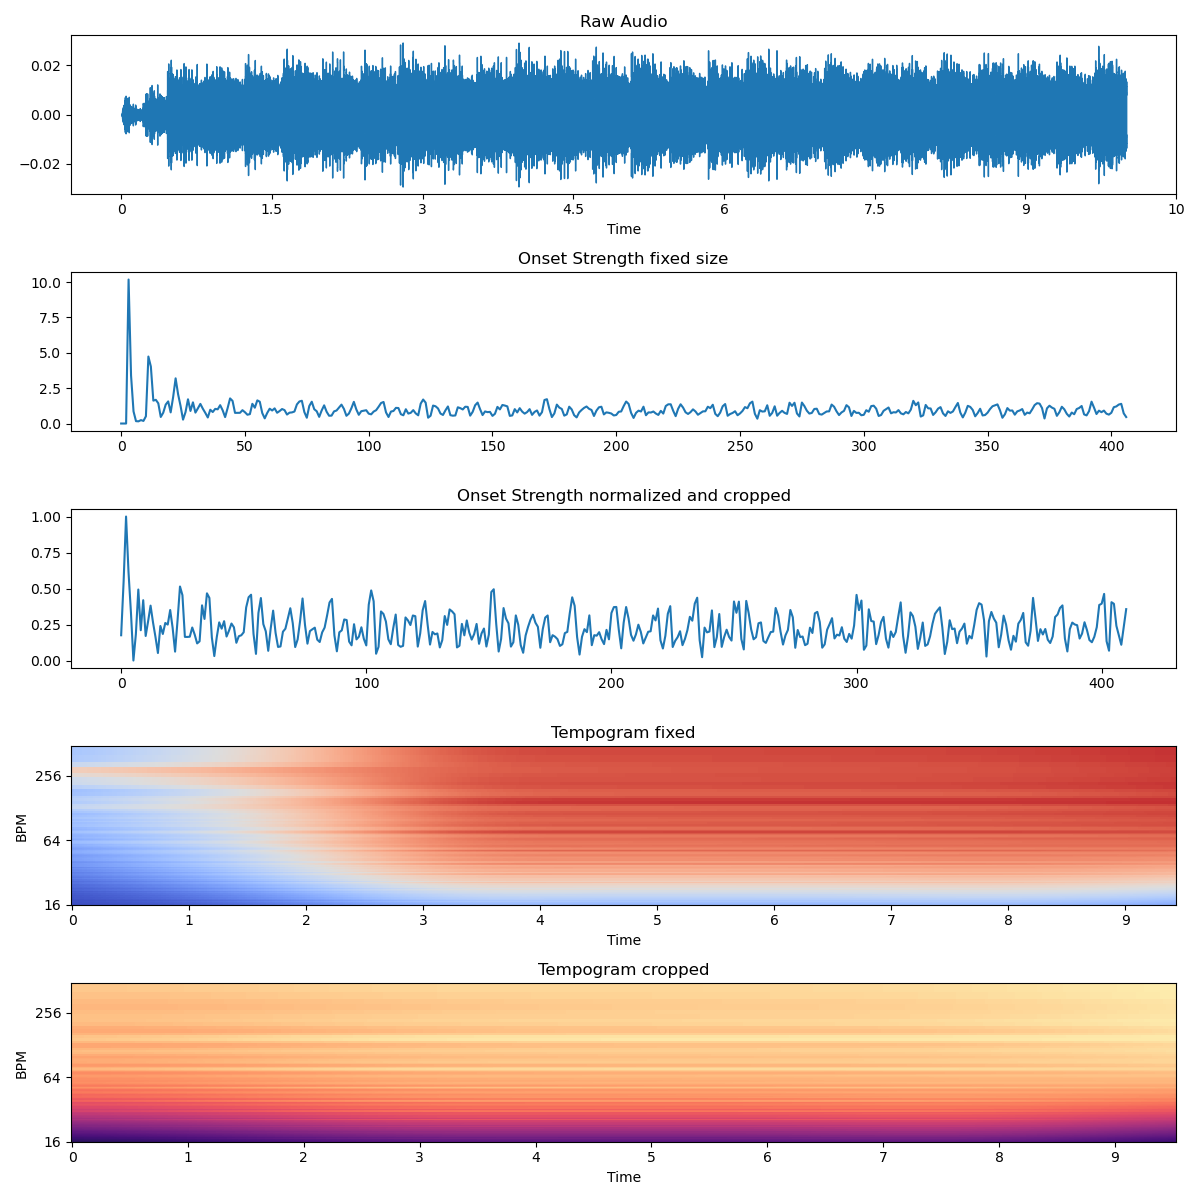 Raw Audio
0.02
0.00
−0.02
0 1.5 3 4.5 6 7.5 9 10
Time
Onset Strength fixed size
10.0
7.5
5.0
2.5
0.0
0 50 100 150 200 250 300 350 400
Onset Strength normalized and cropped
1.00
0.75
0.50
0.25
0.00
0 100 200 300 400
Tempogram fixed
256
64
16
BPM
0 1 2 3 4 5 6 7 8 9
Time
Tempogram cropped
256
64
16
BPM
0 1 2 3 4 5 6 7 8 9
Time